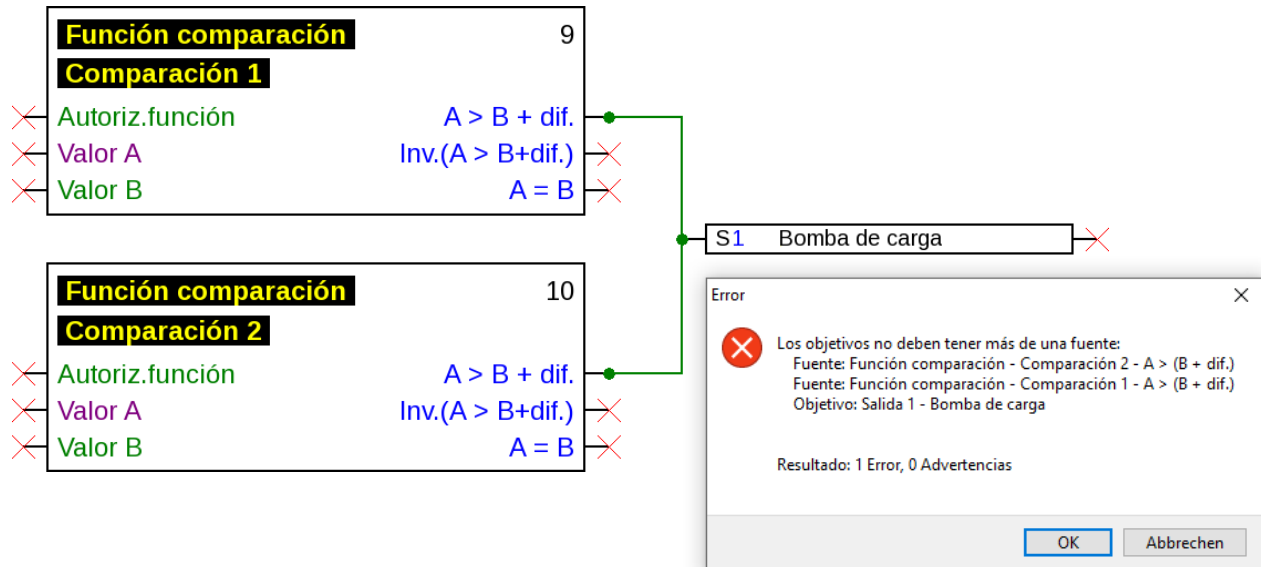 Función comparación 9
Comparación 1
Autoriz.función A > B + dif.
Valor A Inv.(A > B+dif.)
Valor B A = B
S1 Bomba de carga
Función comparación 10
Comparación 2
Autoriz.función A > B + dif.
Valor A Inv.(A > B+dif.)
Valor B A = B
Error
Los objetivos no deben tener más de una fuente:
Fuente: Función comparación - Comparación 2 - A > (B + dif.)
Fuente: Función comparación - Comparación 1 - A > (B + dif.)
Objetivo: Salida 1 - Bomba de carga
Resultado: 1 Error, 0 Advertencias
OK Abbrechen